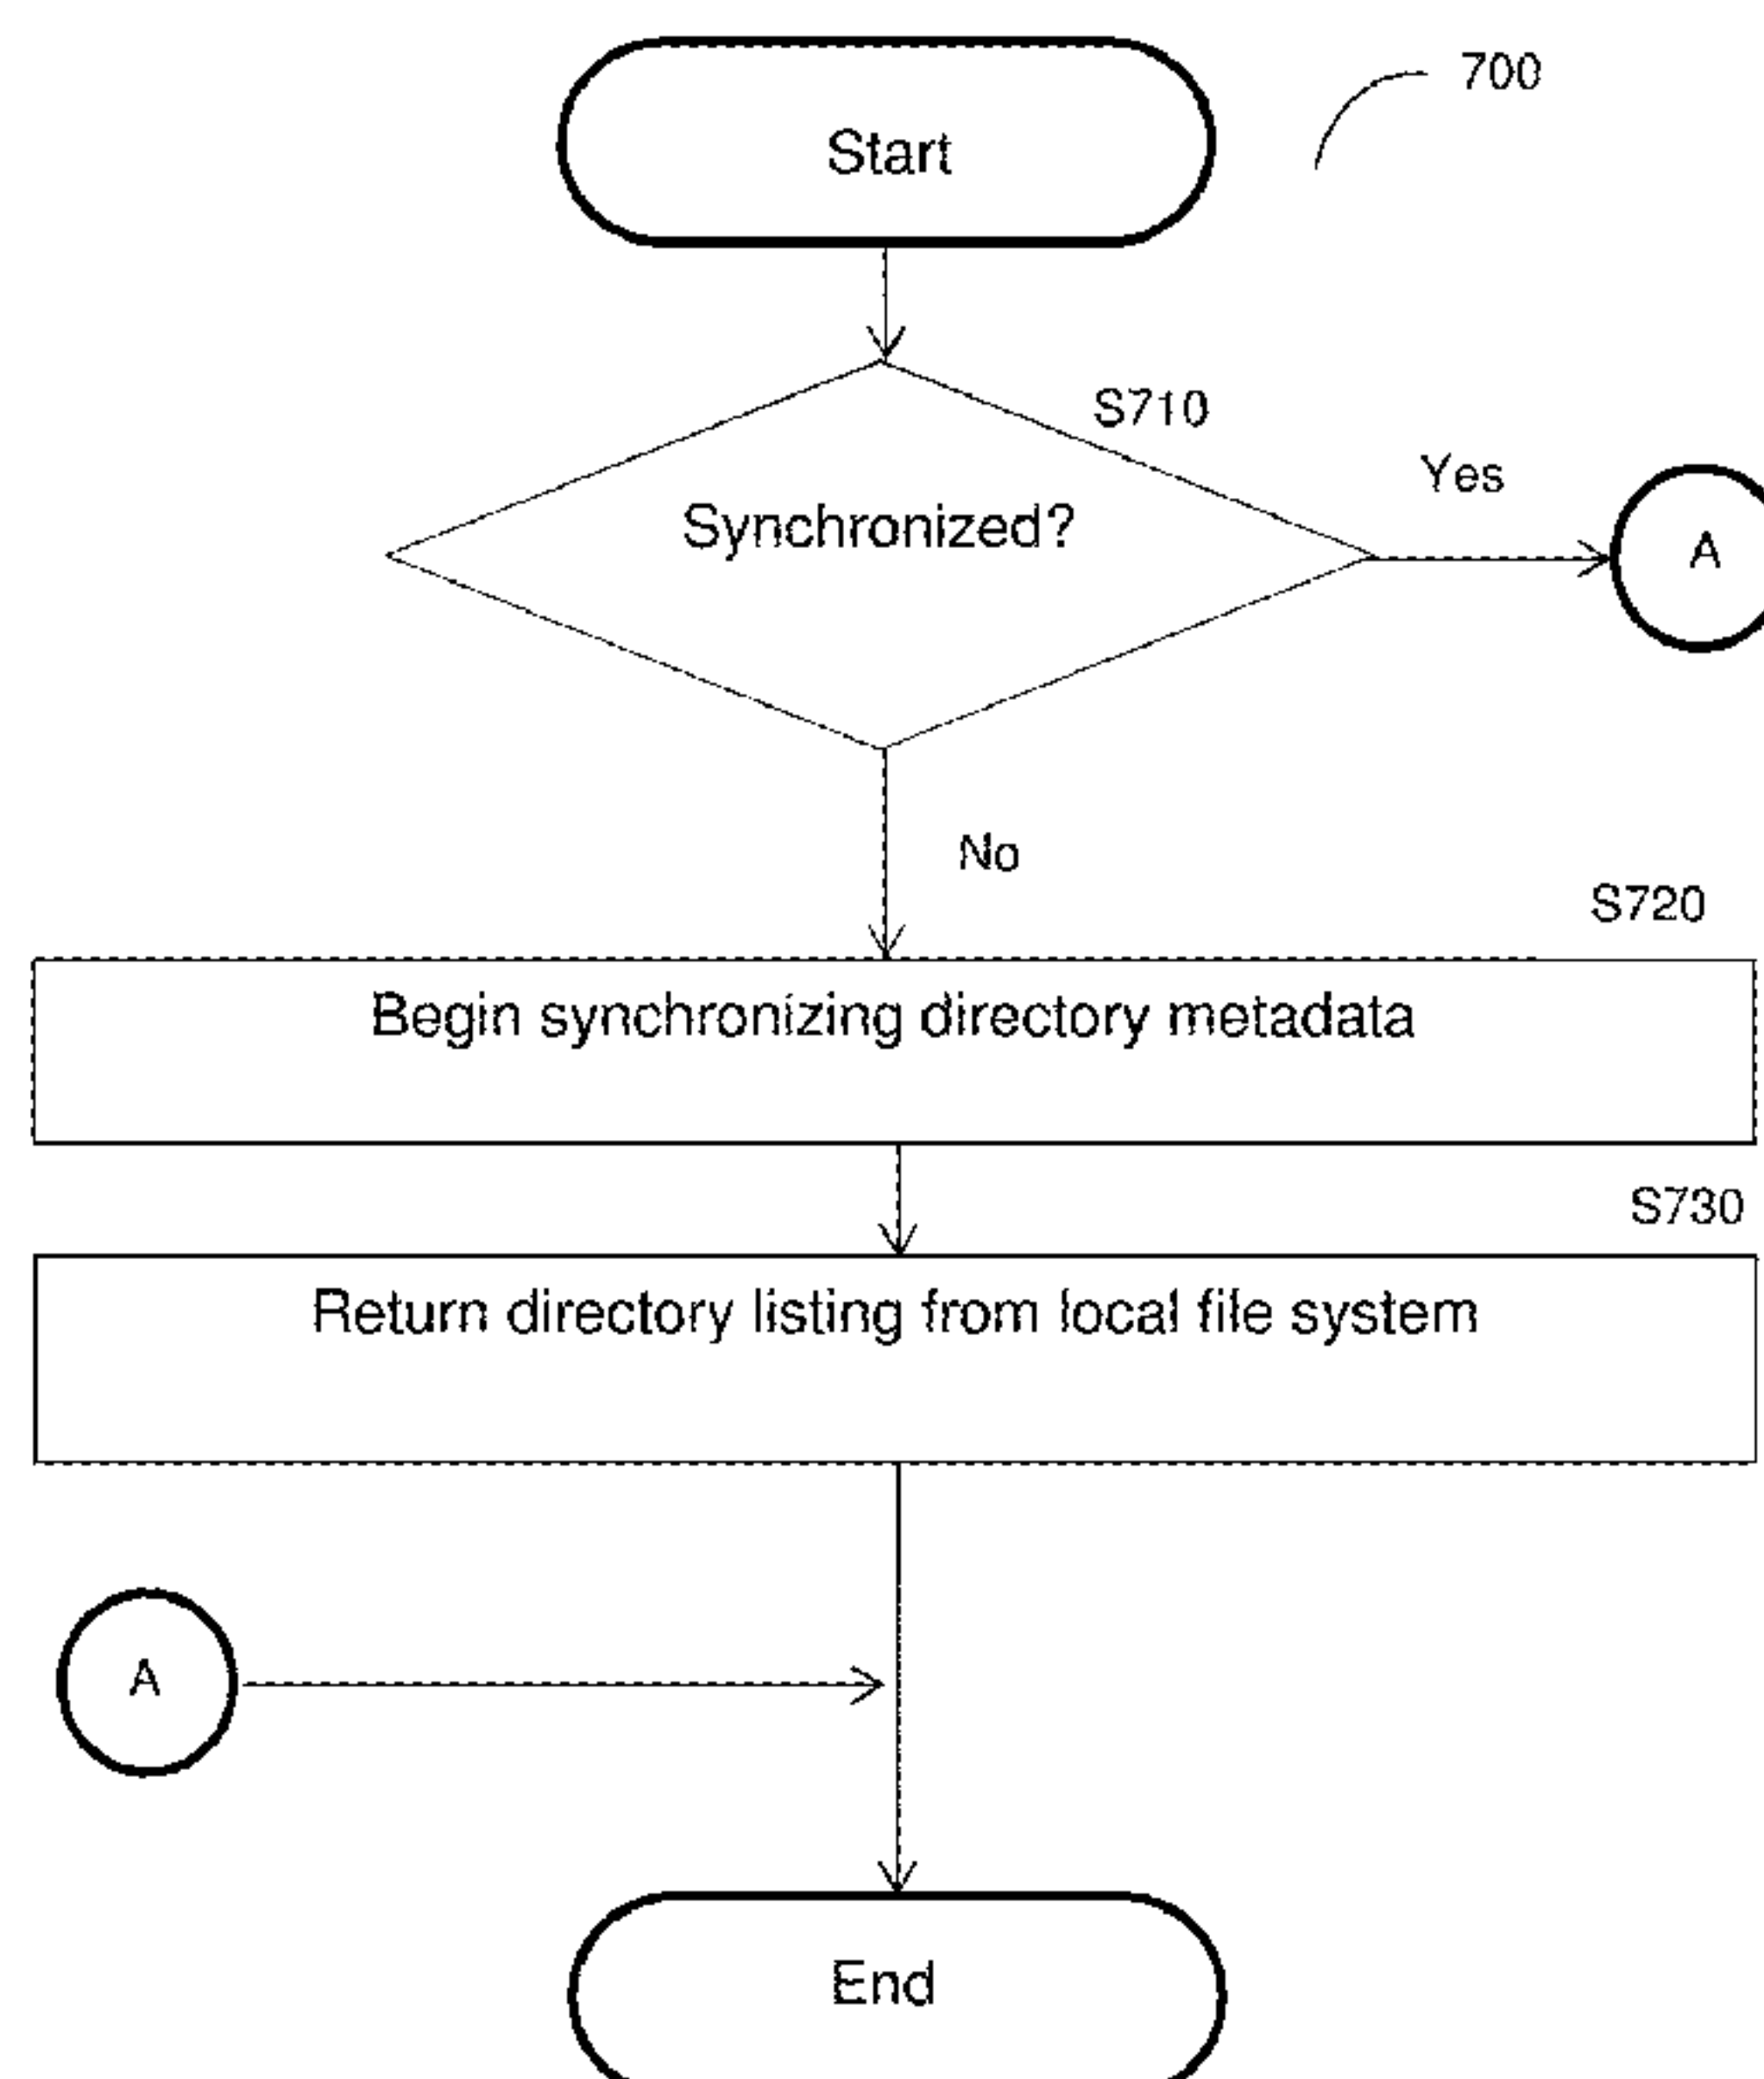 700
Start
S710
Synchronized?
Yes
A
No
S720
Begin synchronizing directory metadata
S730
Return directory listing from local file system
A
End